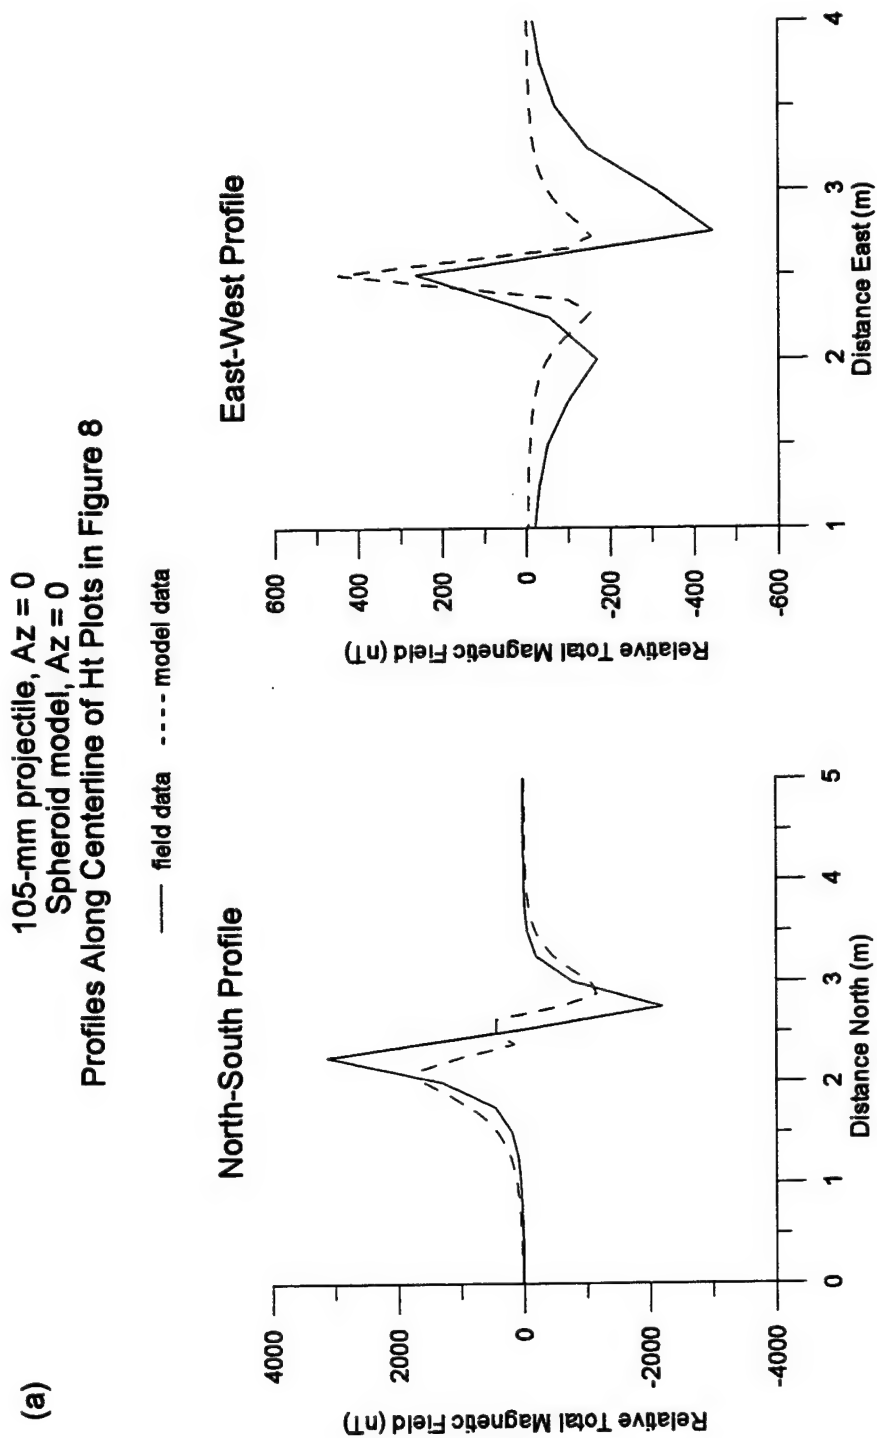 (a)
105-mm projectile, Az = 0
Spheroid model, Az = 0
Profiles Along Centerline of Ht Plots in Figure 8
field data
model data
North-South Profile
Relative Total Magnetic Field (nT)
4000
2000
0
-2000
-4000
0
1
2
3
4
5
Distance North (m)
East-West Profile
Relative Total Magnetic Field (nT)
600
400
200
0
-200
-400
-600
1
2
3
4
Distance East (m)